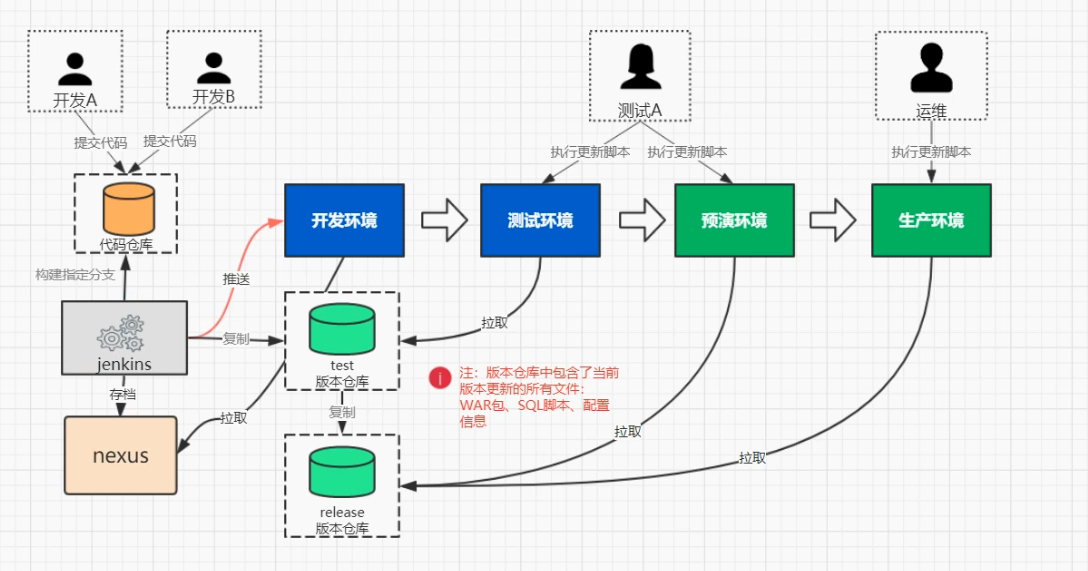 开发A
开发B
测试A
运维
提交代码
提交代码
执行更新脚本
执行更新脚本
执行更新脚本
代码仓库
开发环境
测试环境
预演环境
生产环境
构建指定分支
推送
jenkins
复制
拉取
test
版本仓库
注：版本仓库中包含了当前
版本更新的所有文件：
WAR包、SQL脚本、配置
信息
存档
拉取
复制
拉取
拉取
nexus
release
版本仓库